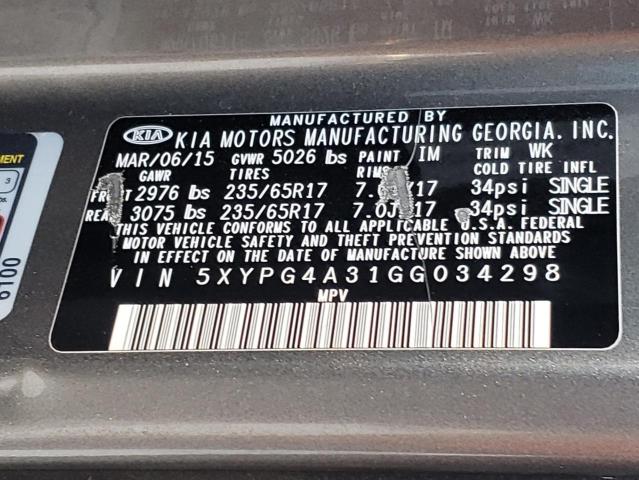 MANUFACTURED BY
KIA KIA MOTORS MANUFACTURING GEORGIA. INC.
MAR/06/15 GVWR 5026 lbs PAINT IM TRIM WK
GAWR TIRES RIMS COLD TIRE INFL
2976 lbs 235/65R17 34psi SINGLE
3075 lbs 235/65R17 34psi SINGLE
THIS VEHICLE CONFORMS TO ALL APPLICABLE U.S.A. FEDERAL
MOTOR VEHICLE SAFETY AND THEFT PREVENTION STANDARDS
IN EFFECT ON THE DATE OF MANUFACTURE SHOWN ABOVE
VIN 5XYPG4A31GG034298
MPV
6100